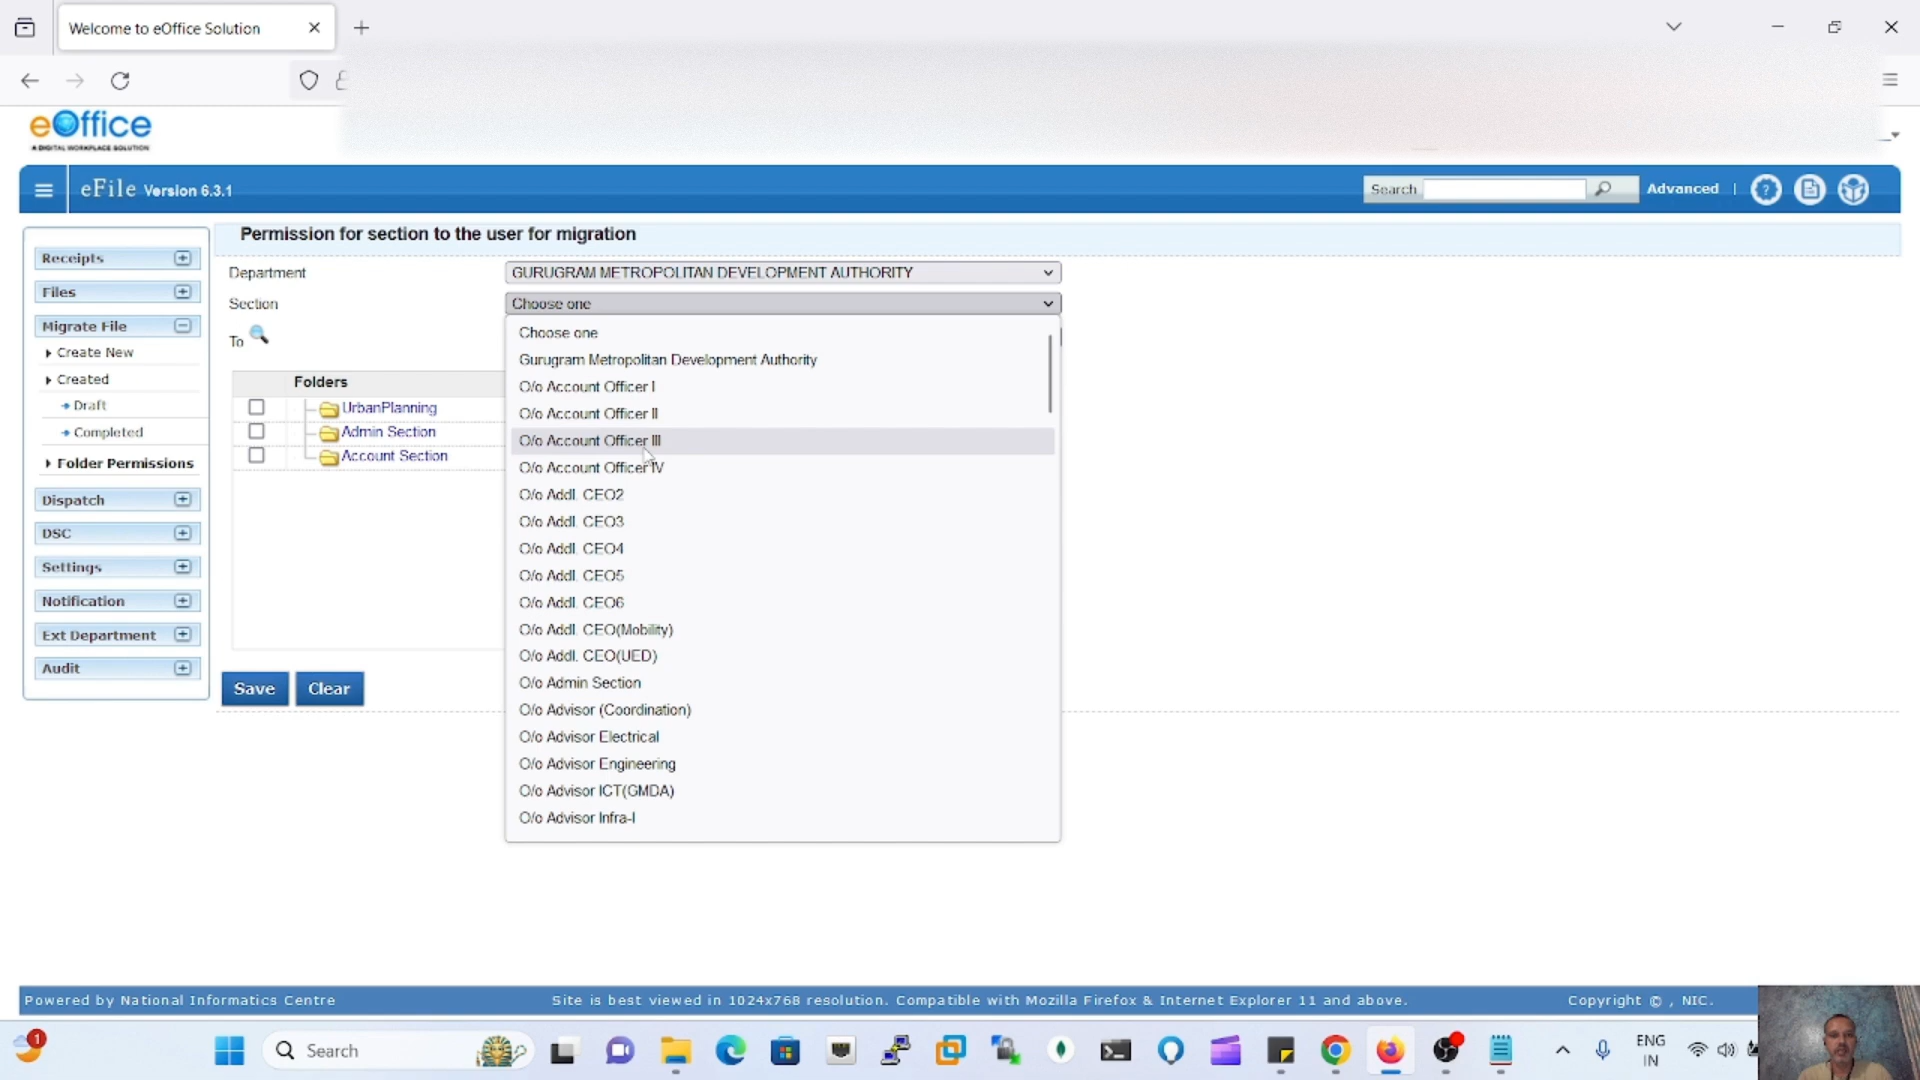 Welcome to eOffice Solution
eOffice
A DIGITAL WORKPLACE SOLUTION
eFile Version 6.3.1
Search
Advanced |
Receipts
Files
Migrate File
Create New
Created
Draft
Completed
Folder Permissions
Dispatch
DSC
Settings
Notification
Ext Department
Audit
Permission for section to the user for migration
Department
GURUGRAM METROPOLITAN DEVELOPMENT AUTHORITY
Section
Choose one
To
Folders
UrbanPlanning
Admin Section
Account Section
Save
Clear
Choose one
Gurugram Metropolitan Development Authority
O/o Account Officer I
O/o Account Officer II
O/o Account Officer III
O/o Account Officer IV
O/o Addl. CEO2
O/o Addl. CEO3
O/o Addl. CEO4
O/o Addl. CEO5
O/o Addl. CEO6
O/o Addl. CEO(Mobility)
O/o Addl. CEO(UED)
O/o Admin Section
O/o Advisor (Coordination)
O/o Advisor Electrical
O/o Advisor Engineering
O/o Advisor ICT(GMDA)
O/o Advisor Infra-I
Powered by National Informatics Centre
Site is best viewed in 1024x768 resolution. Compatible with Mozilla Firefox & Internet Explorer 11 and above.
Copyright © , NIC.
1
Search
ENG
IN